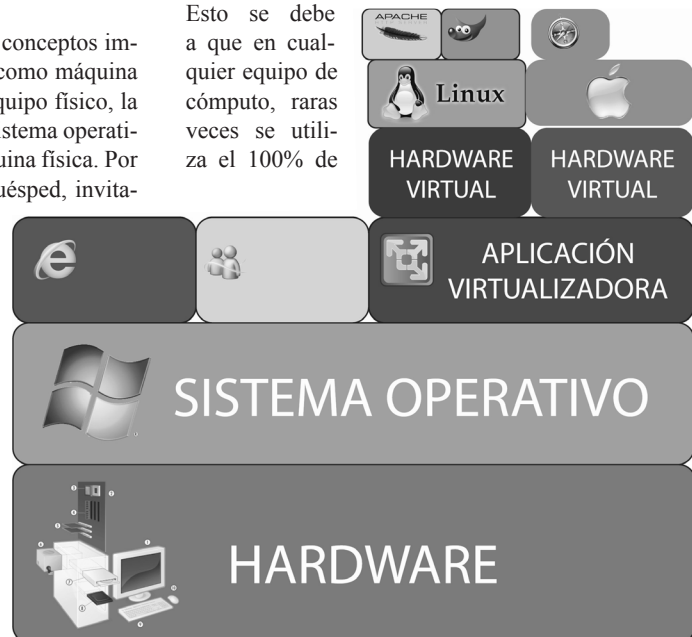 conceptos im-
como máquina
quipo físico, la
istema operati-
uina física. Por
uésped, invita-
Esto se debe
a que en cual-
quier equipo de
cómputo, raras
veces se utili-
za el 100% de
APACHE
Linux
HARDWARE
VIRTUAL
HARDWARE
VIRTUAL
APLICACIÓN
VIRTUALIZADORA
SISTEMA OPERATIVO
HARDWARE